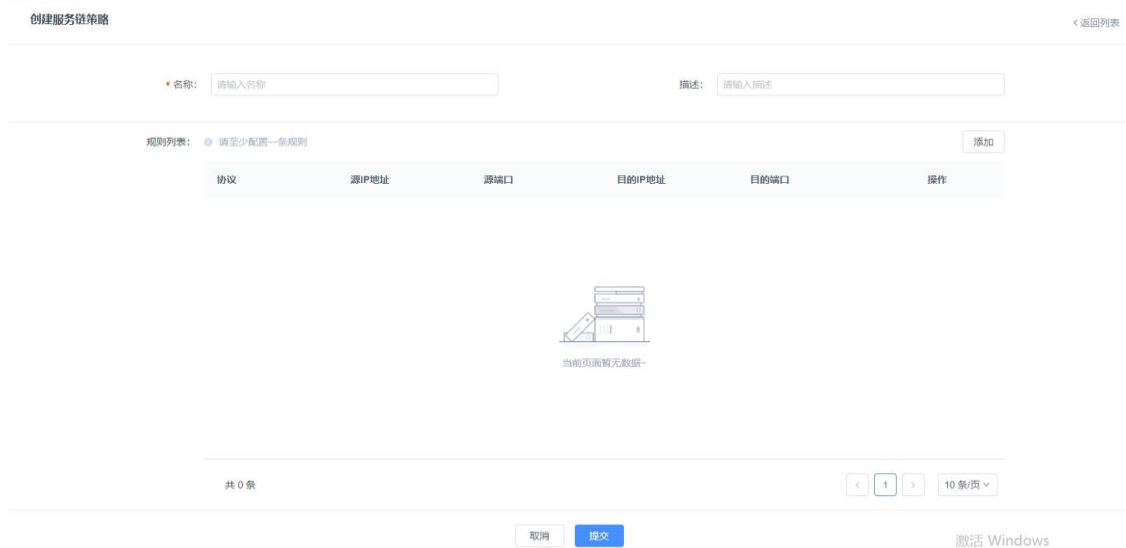 创建服务链策略
<返回列表
* 名称: 请输入名称 描述: 请输入描述
规则列表: 请至少配置一条规则 添加
协议 源IP地址 源端口 目的IP地址 目的端口 操作
当前页面暂无数据~
共 0 条 < 1 > 10 条/页
取消 提交
激活 Windows